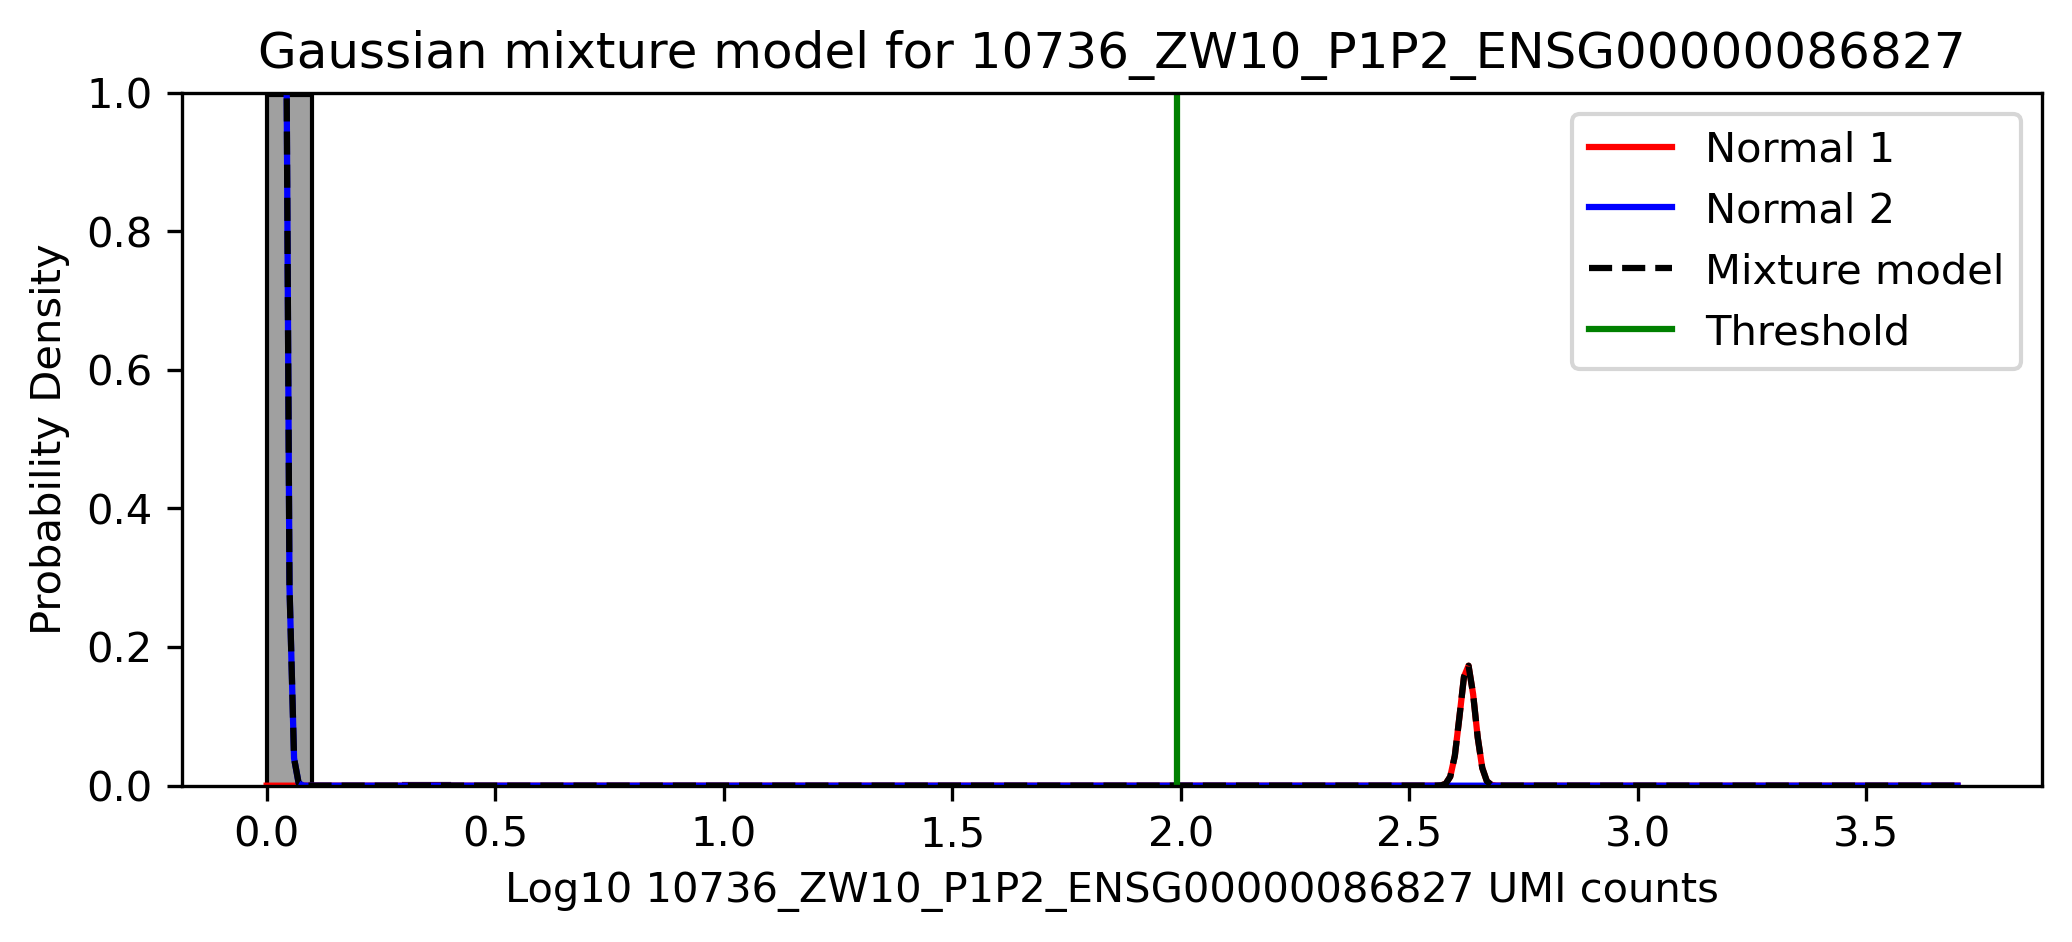 Gaussian mixture model for 10736_ZW10_P1P2_ENSG00000086827
Probability Density
1.0
0.8
0.6
0.4
0.2
0.0
Normal 1
Normal 2
Mixture model
Threshold
0.0 0.5 1.0 1.5 2.0 2.5 3.0 3.5
Log10 10736_ZW10_P1P2_ENSG00000086827 UMI counts